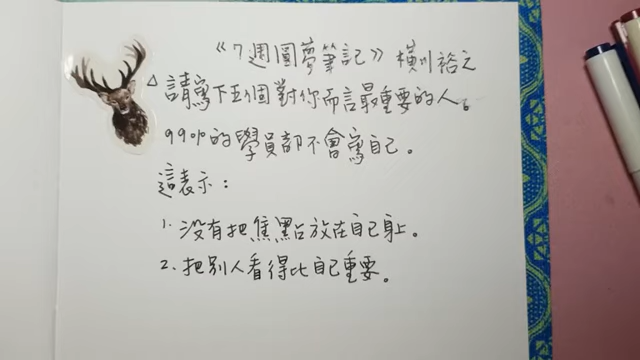 《7週圓夢筆記》橫川裕之
△請寫下五個對你而言最重要的人。
99%的學員都不會寫自己。
這表示：
1. 沒有把焦點放在自己身上。
2. 把別人看得比自己重要。